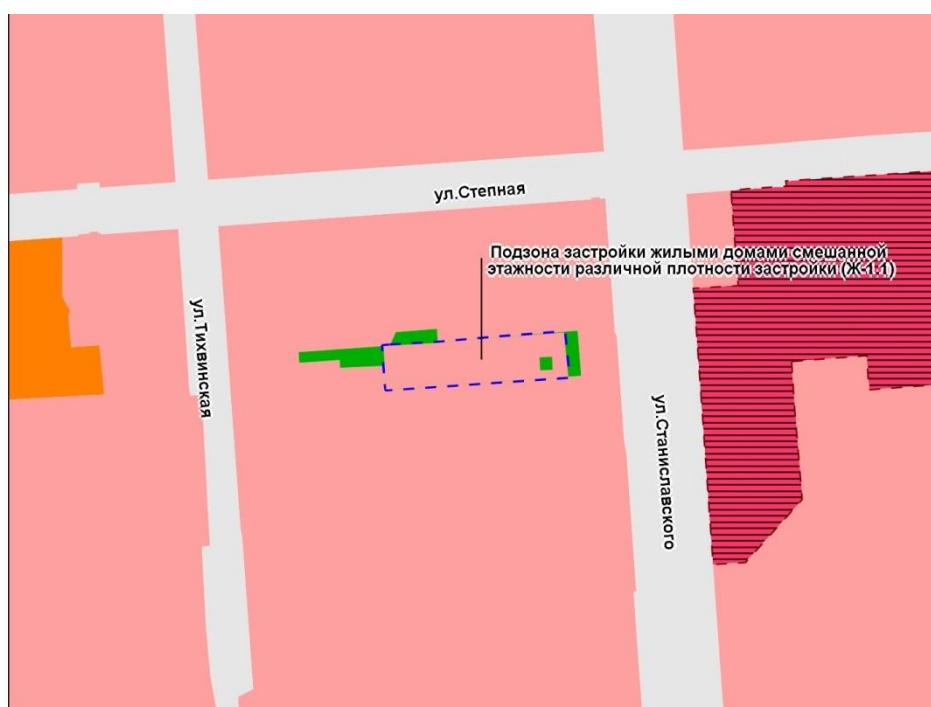 ул.Степная
Подзона застройки жилыми домами смешанной
этажности различной плотности застройки (Ж-1.1)
ул.Тихвинская
ул.Станиславского